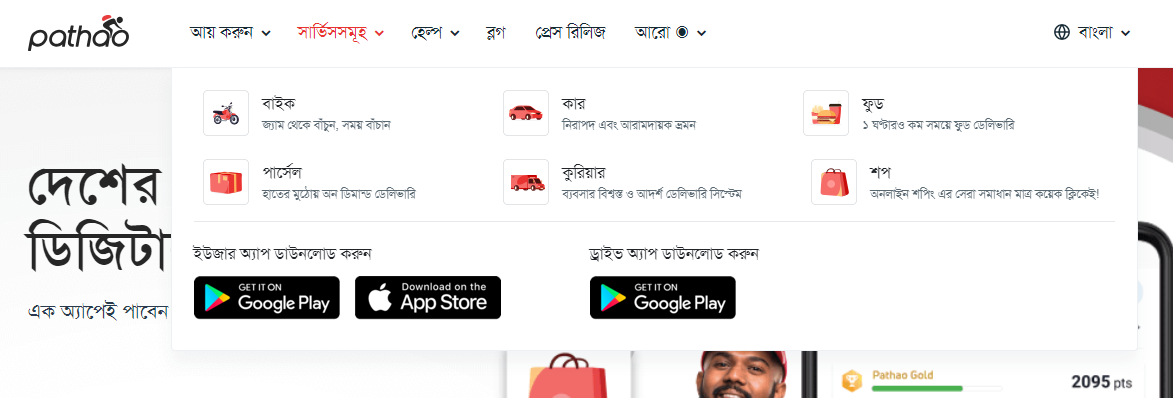 pathao
আয় করুন
সার্ভিসসমূহ
হেল্প
ব্লগ
প্রেস রিলিজ
আরো
বাংলা
বাইক
জ্যাম থেকে বাঁচুন, সময় বাঁচান
কার
নিরাপদ এবং আরামদায়ক ভ্রমন
ফুড
১ ঘন্টারও কম সময়ে ফুড ডেলিভারি
পার্সেল
হাতের মুঠোয় অন ডিমান্ড ডেলিভারি
কুরিয়ার
ব্যবসার বিশ্বস্ত ও আদর্শ ডেলিভারি সিস্টেম
শপ
অনলাইন শপিং এর সেরা সমাধান মাত্র কয়েক ক্লিকেই!
দেশের
ডিজিটা
এক অ্যাপেই পাবেন
ইউজার অ্যাপ ডাউনলোড করুন
GET IT ON
Google Play
Download on the
App Store
ড্রাইভ অ্যাপ ডাউনলোড করুন
GET IT ON
Google Play
Pathao Gold
2095 pts